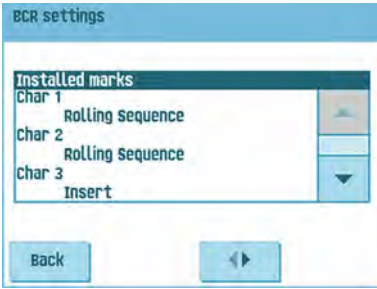 BCR settings
Installed marks
Char 1
Rolling Sequence
Char 2
Rolling Sequence
Char 3
Insert
Back